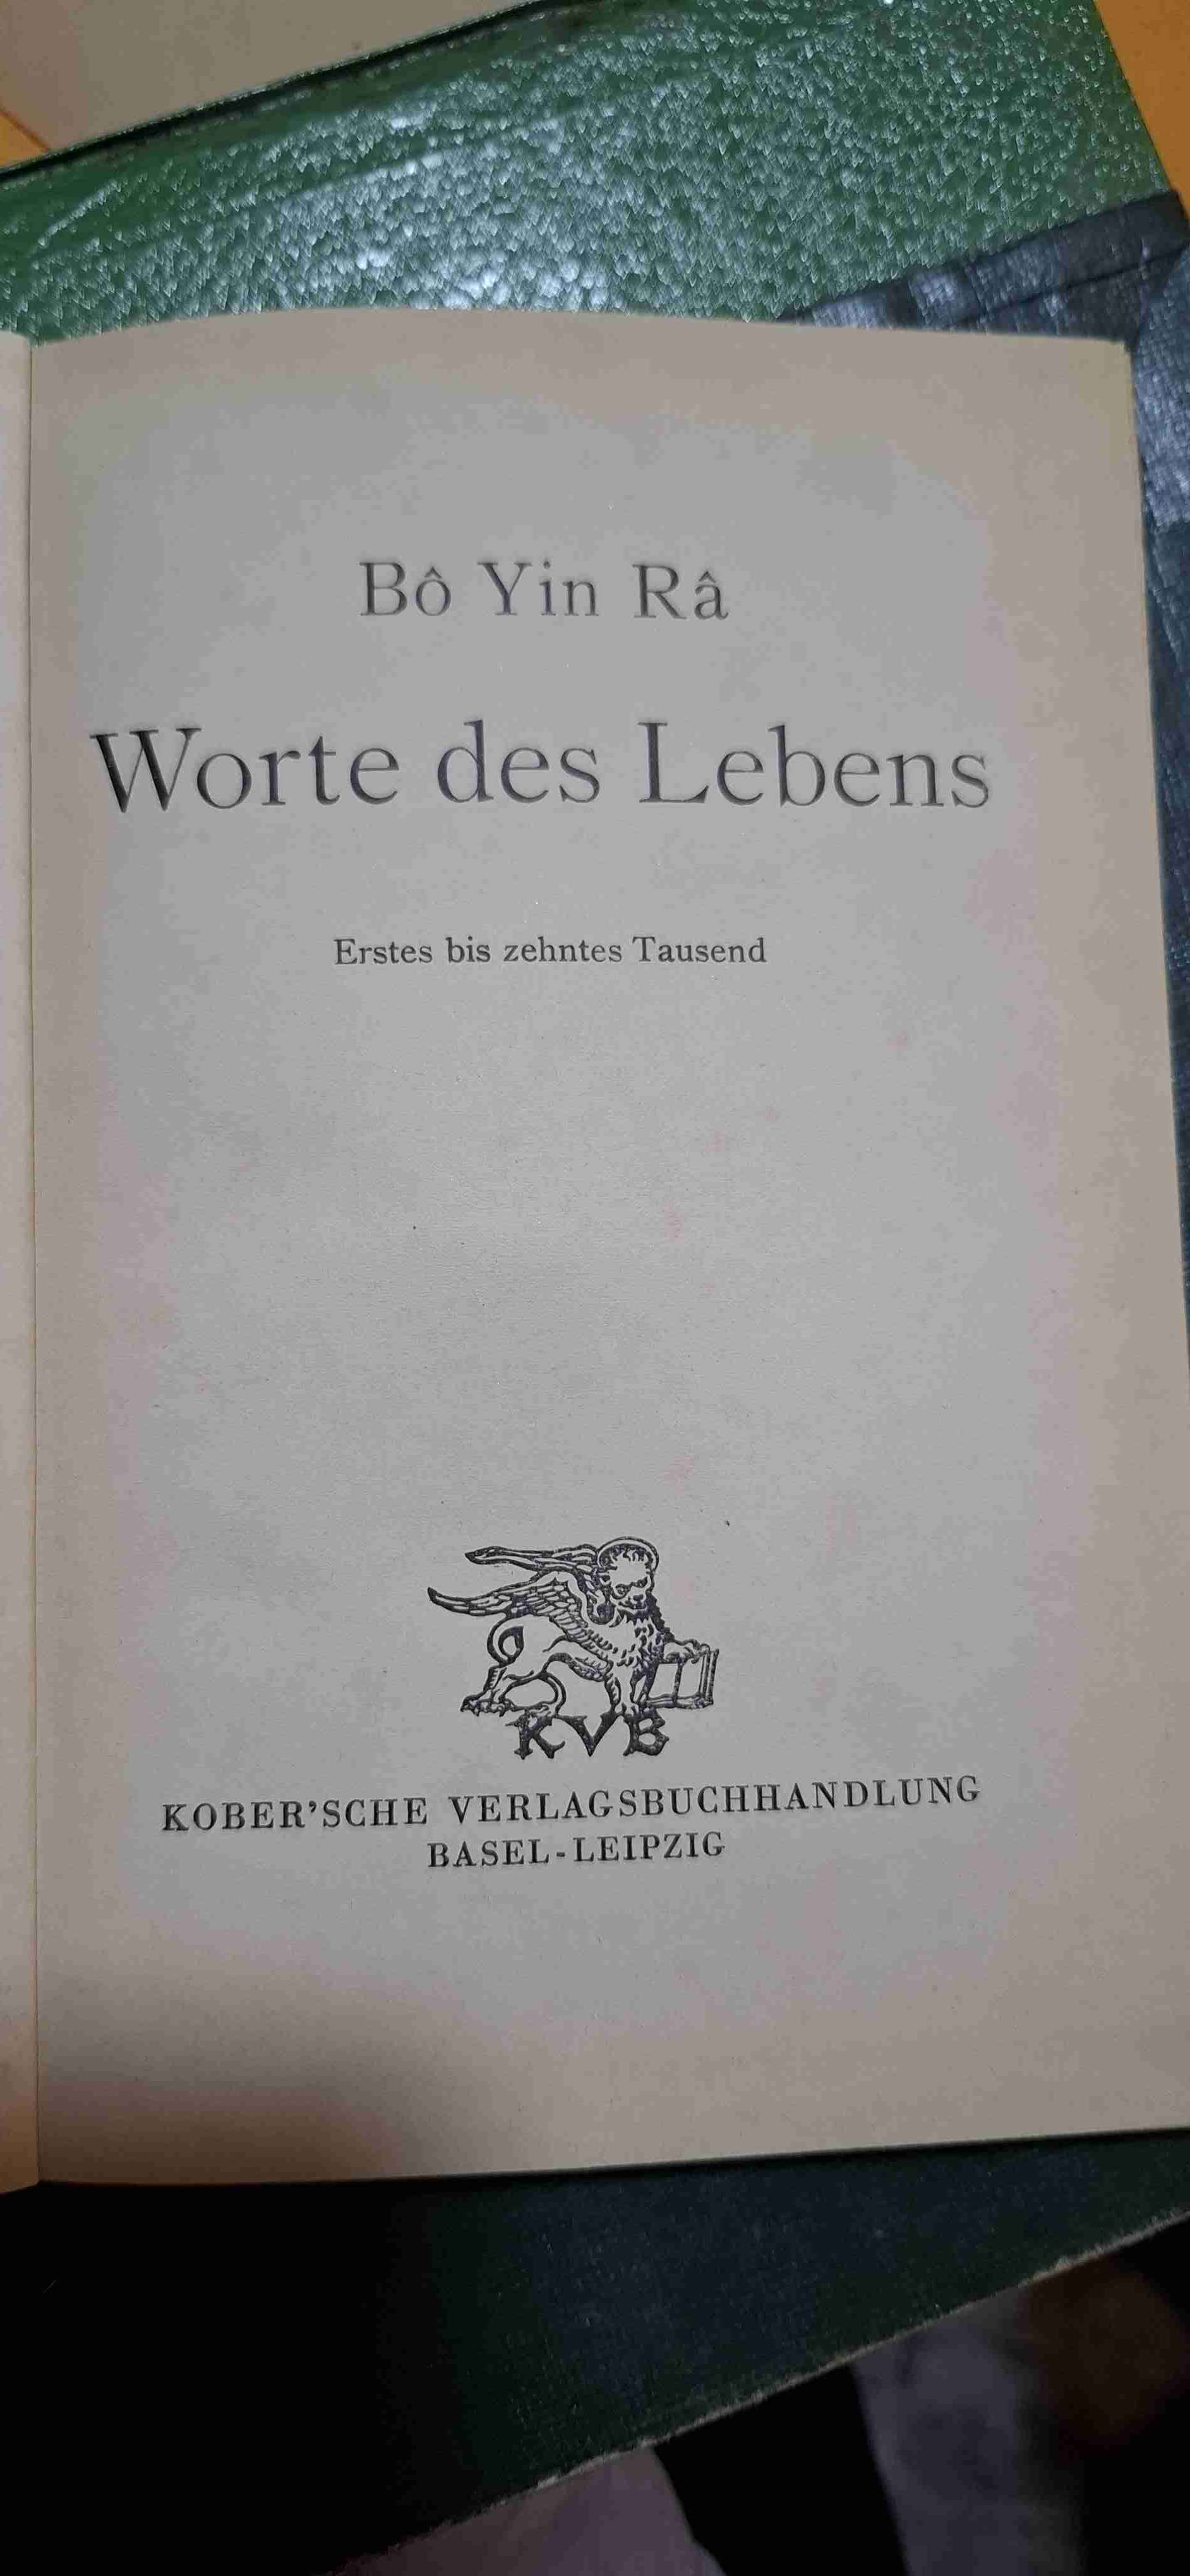 Bô Yin Râ
Worte des Lebens
Erstes bis zehntes Tausend
KVB
KOBER'SCHE VERLAGSBUCHHANDLUNG
BASEL-LEIPZIG